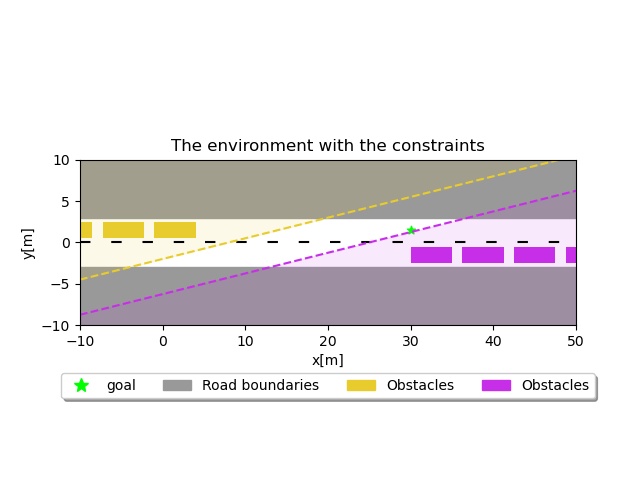 The environment with the constraints
10
5
0
−5
−10
y[m]
−10 0 10 20 30 40 50
x[m]
goal Road boundaries Obstacles Obstacles